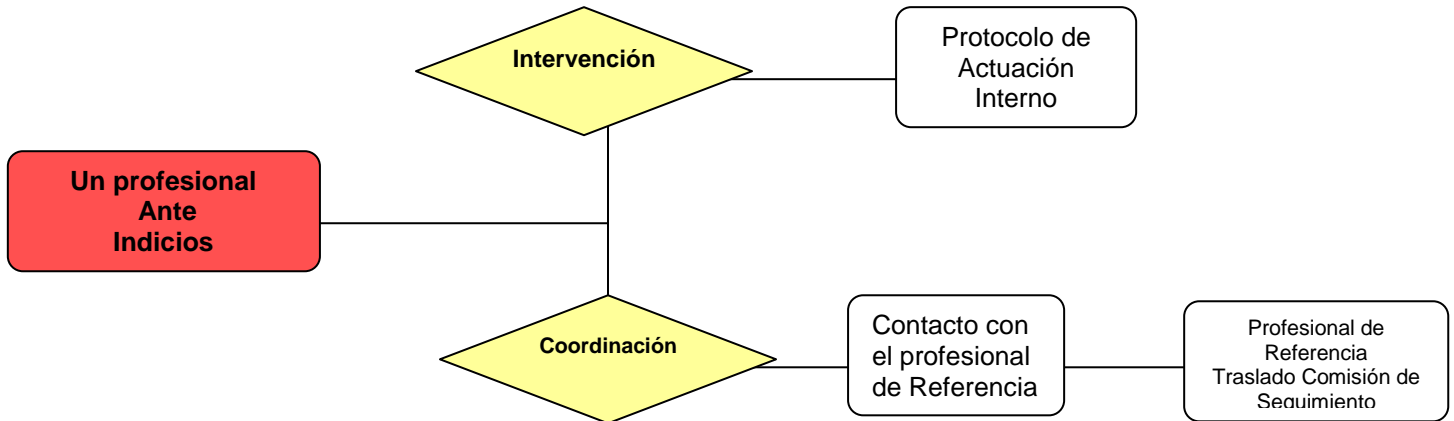 Intervención
Protocolo de
Actuación
Interno
Un profesional
Ante
Indicios
Coordinación
Contacto con
el profesional
de Referencia
Profesional de
Referencia
Traslado Comisión de
Seguimiento